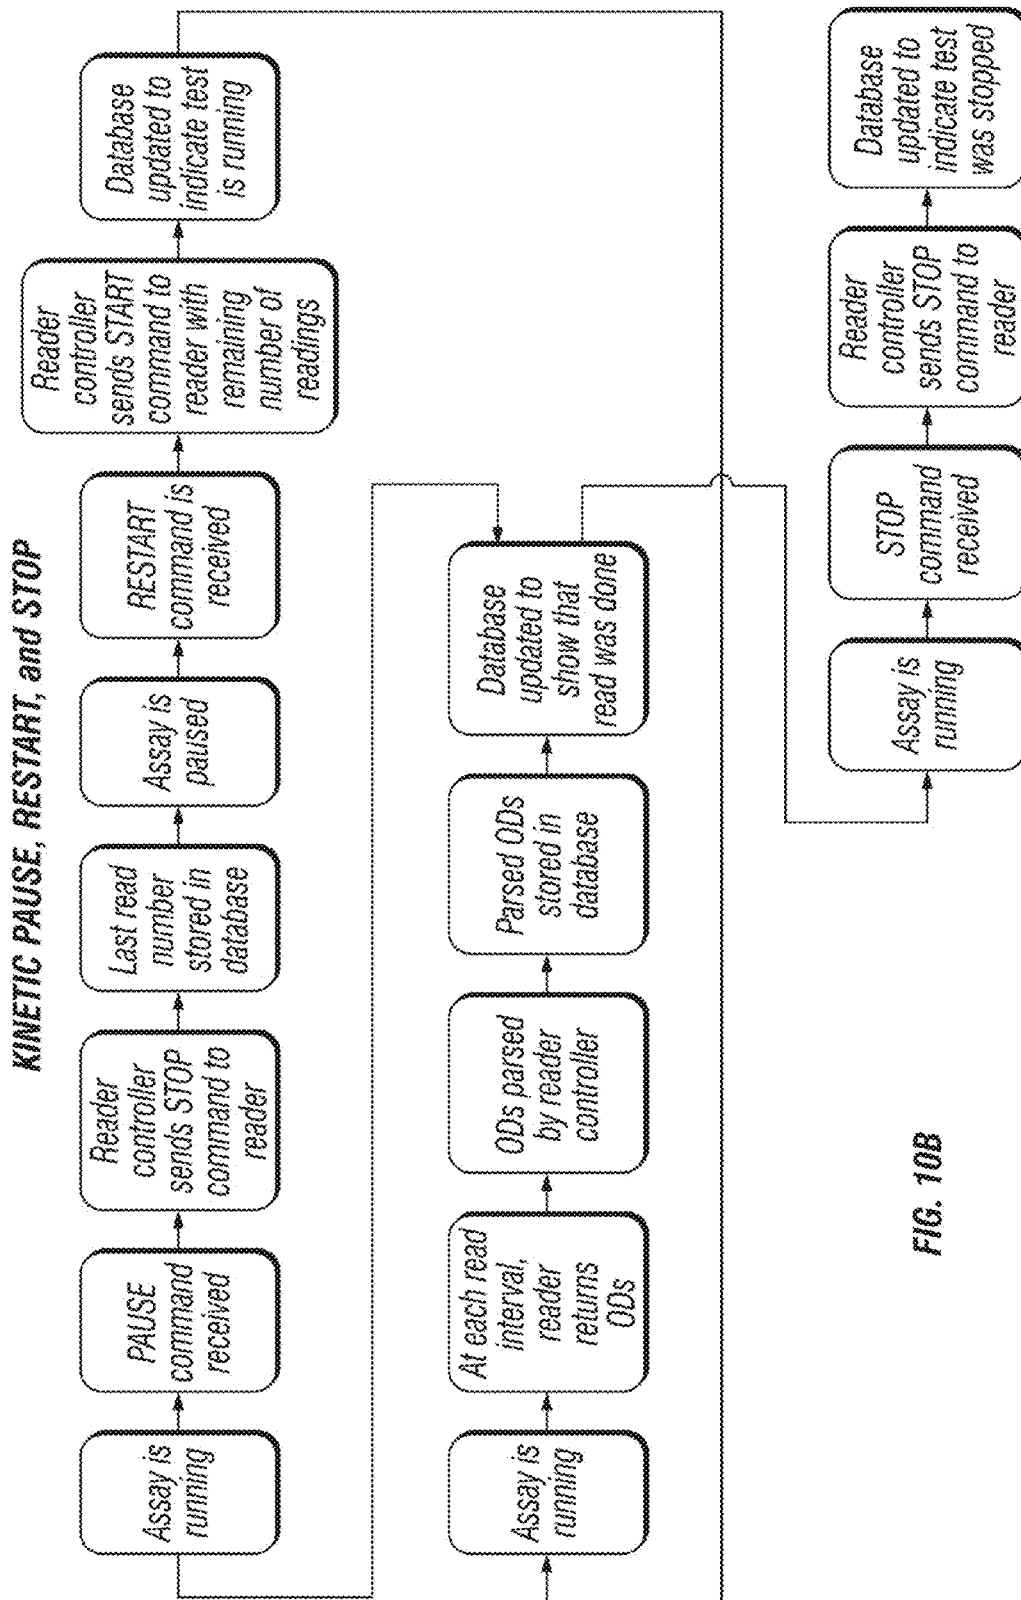 KINETIC PAUSE, RESTART, and STOP
Assay is
running
PAUSE
command
received
Reader
controller
sends STOP
command to
reader
Last read
number
stored in
database
Assay is
paused
RESTART
command is
received
Reader
controller
sends START
command to
reader with
remaining
number of
readings
Database
updated to
indicate test
is running
Assay is
running
At each read
interval,
reader
returns
ODs
ODs parsed
by reader
controller
Parsed ODs
stored in
database
Database
updated to
show that
read was done
Assay is
running
STOP
command
received
Reader
controller
sends STOP
command to
reader
Database
updated to
indicate test
was stopped
FIG. 10B